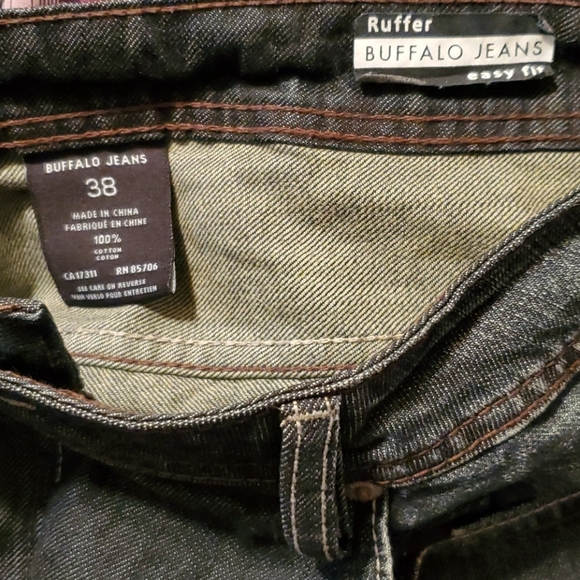 Ruffer
BUFFALO JEANS
easy fit
BUFFALO JEANS
38
MADE IN CHINA
FABRIQUÉ EN CHINE
100%
COTTON
COTON
CA17311 RN 85706
SEE CARE ON REVERSE
VOIR VERSO POUR ENTRETIEN